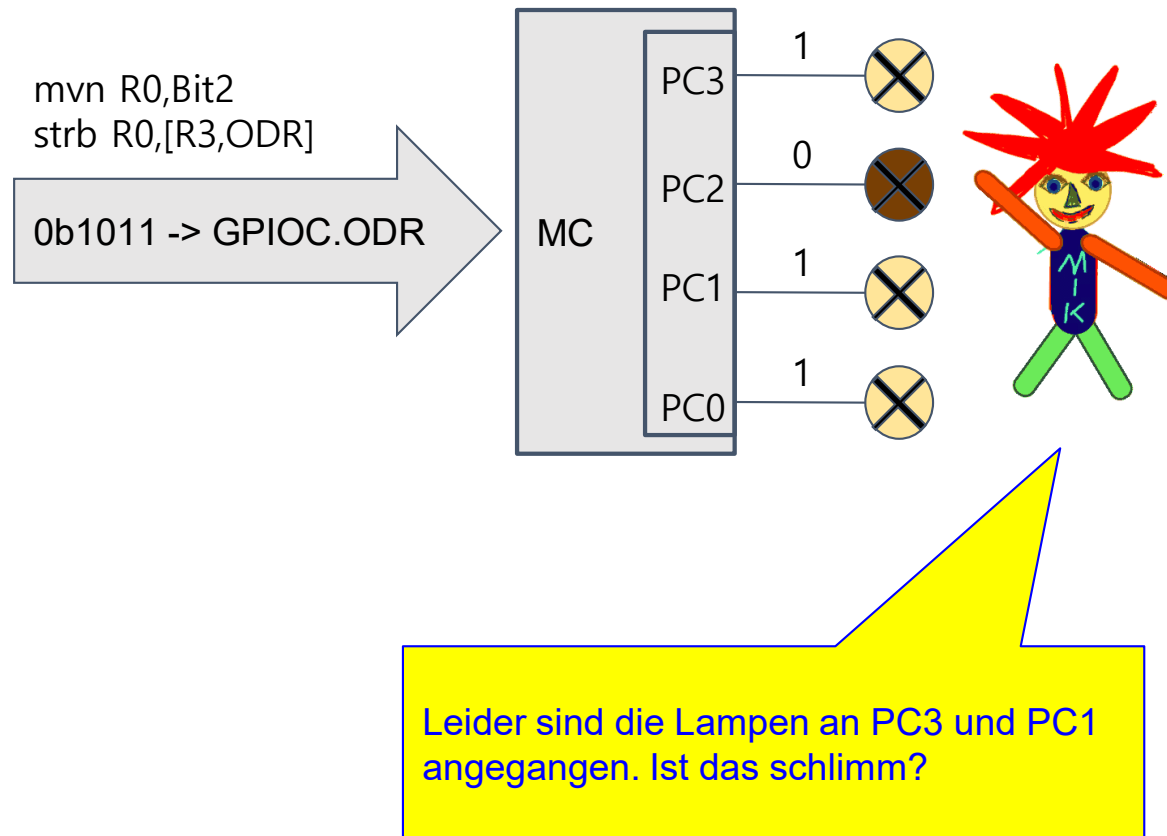 mvn R0,Bit2
strb R0,[R3,ODR]
0b1011 -> GPIOC.ODR
MC
PC3
1
PC2
0
PC1
1
PC0
1
MIK
Leider sind die Lampen an PC3 und PC1
angegangen. Ist das schlimm?